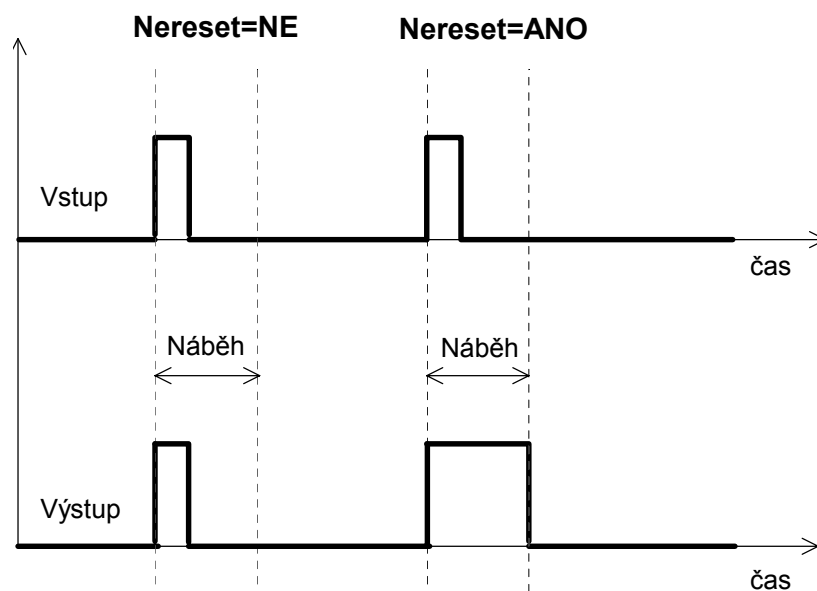 Nereset=NE
Nereset=ANO
Vstup
čas
Náběh
Náběh
Výstup
čas